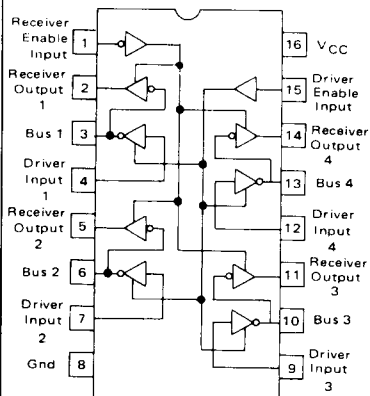 Receiver
Enable
Input
1
16
VCC
Receiver
Output
1
2
15
Driver
Enable
Input
Bus 1
3
14
Receiver
Output
4
Driver
Input
1
4
13
Bus 4
Receiver
Output
2
5
12
Driver
Input
4
Bus 2
6
11
Receiver
Output
3
Driver
Input
2
7
10
Bus 3
Gnd
8
9
Driver
Input
3